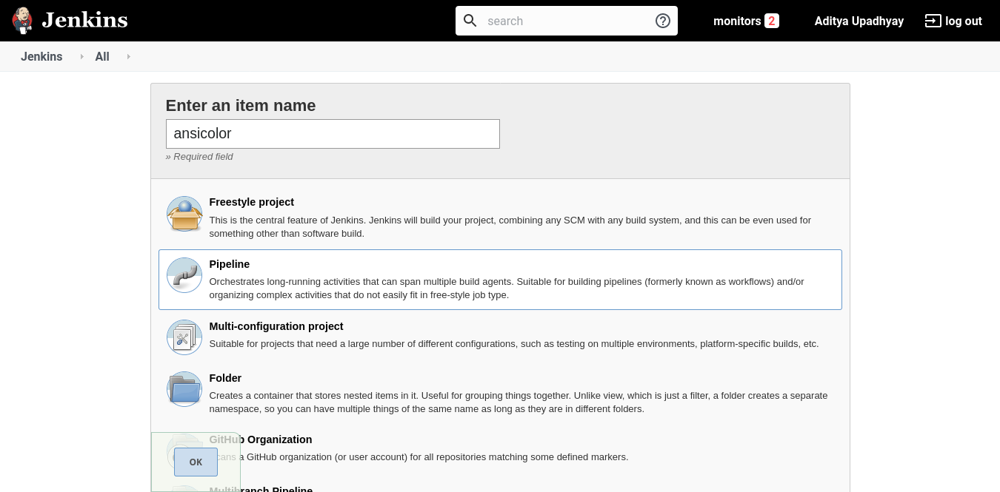 Jenkins
search
monitors 2
Aditya Upadhyay
log out
Jenkins
All
Enter an item name
ansicolor
» Required field
Freestyle project
This is the central feature of Jenkins. Jenkins will build your project, combining any SCM with any build system, and this can be even used for
something other than software build.
Pipeline
Orchestrates long-running activities that can span multiple build agents. Suitable for building pipelines (formerly known as workflows) and/or
organizing complex activities that do not easily fit in free-style job type.
Multi-configuration project
Suitable for projects that need a large number of different configurations, such as testing on multiple environments, platform-specific builds, etc.
Folder
Creates a container that stores nested items in it. Useful for grouping things together. Unlike view, which is just a filter, a folder creates a separate
namespace, so you can have multiple things of the same name as long as they are in different folders.
GitHub Organization
Scans a GitHub organization (or user account) for all repositories matching some defined markers.
OK
Multibranch Pipeline